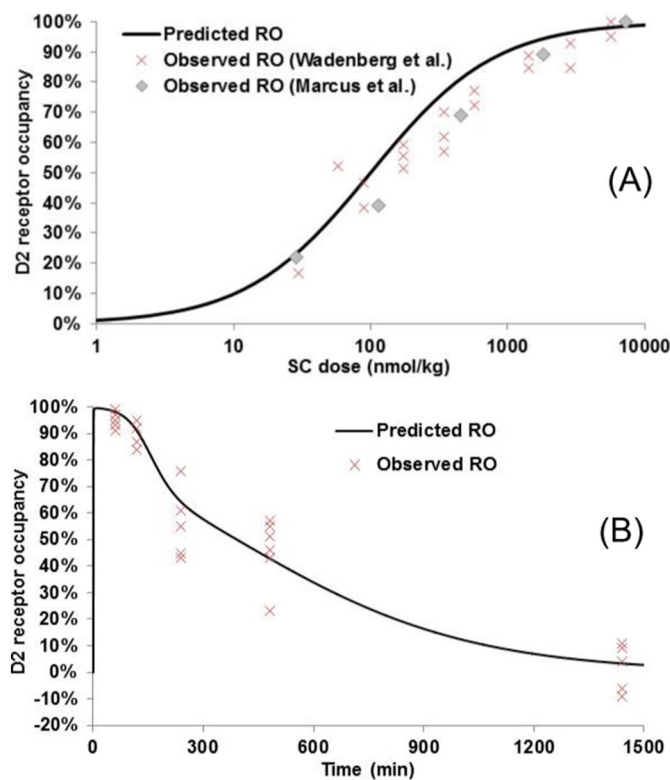 100%
90%
80%
70%
60%
50%
40%
30%
20%
10%
0%
D2 receptor occupancy
Predicted RO
Observed RO (Wadenberg et al.)
Observed RO (Marcus et al.)
(A)
1 10 100 1000 10000
SC dose (nmol/kg)
100%
90%
80%
70%
60%
50%
40%
30%
20%
10%
0%
-10%
-20%
D2 receptor occupancy
Predicted RO
Observed RO
(B)
0 300 600 900 1200 1500
Time (min)